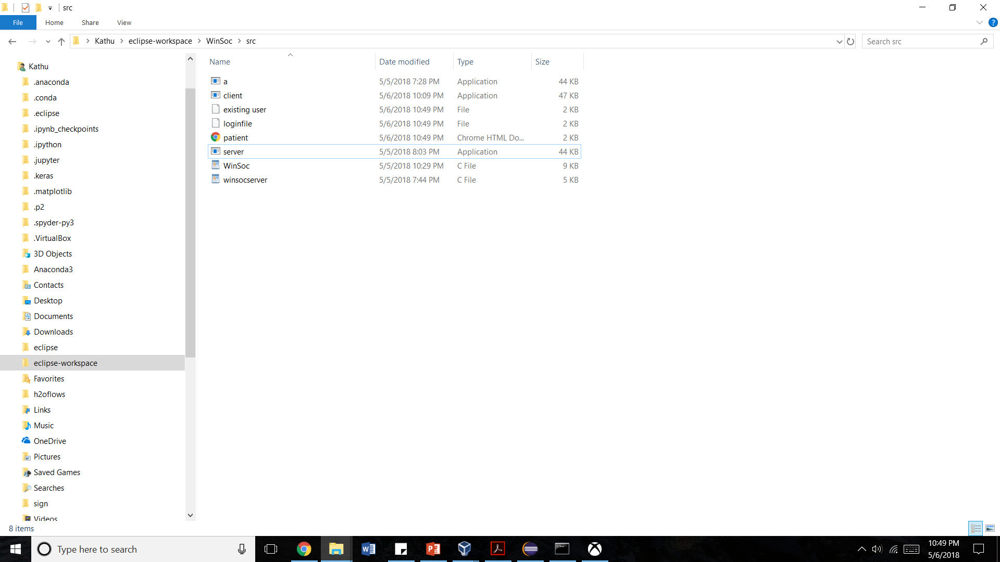 src
File Home Share View
Kathu eclipse-workspace WinSoc src
Search src
Kathu
.anaconda
.conda
.eclipse
.ipynb_checkpoints
.ipython
.jupyter
.keras
.matplotlib
.p2
.spyder-py3
.VirtualBox
3D Objects
Anaconda3
Contacts
Desktop
Documents
Downloads
eclipse
eclipse-workspace
Favorites
h2oflows
Links
Music
OneDrive
Pictures
Saved Games
Searches
sign
Videos
Name Date modified Type Size
a 5/5/2018 7:28 PM Application 44 KB
client 5/6/2018 10:09 PM Application 47 KB
existing user 5/6/2018 10:49 PM File 2 KB
loginfile 5/6/2018 10:49 PM File 2 KB
patient 5/6/2018 10:49 PM Chrome HTML Do... 2 KB
server 5/5/2018 8:03 PM Application 44 KB
WinSoc 5/5/2018 10:29 PM C File 9 KB
winsocserver 5/5/2018 7:44 PM C File 5 KB
8 items
Type here to search
10:49 PM
5/6/2018